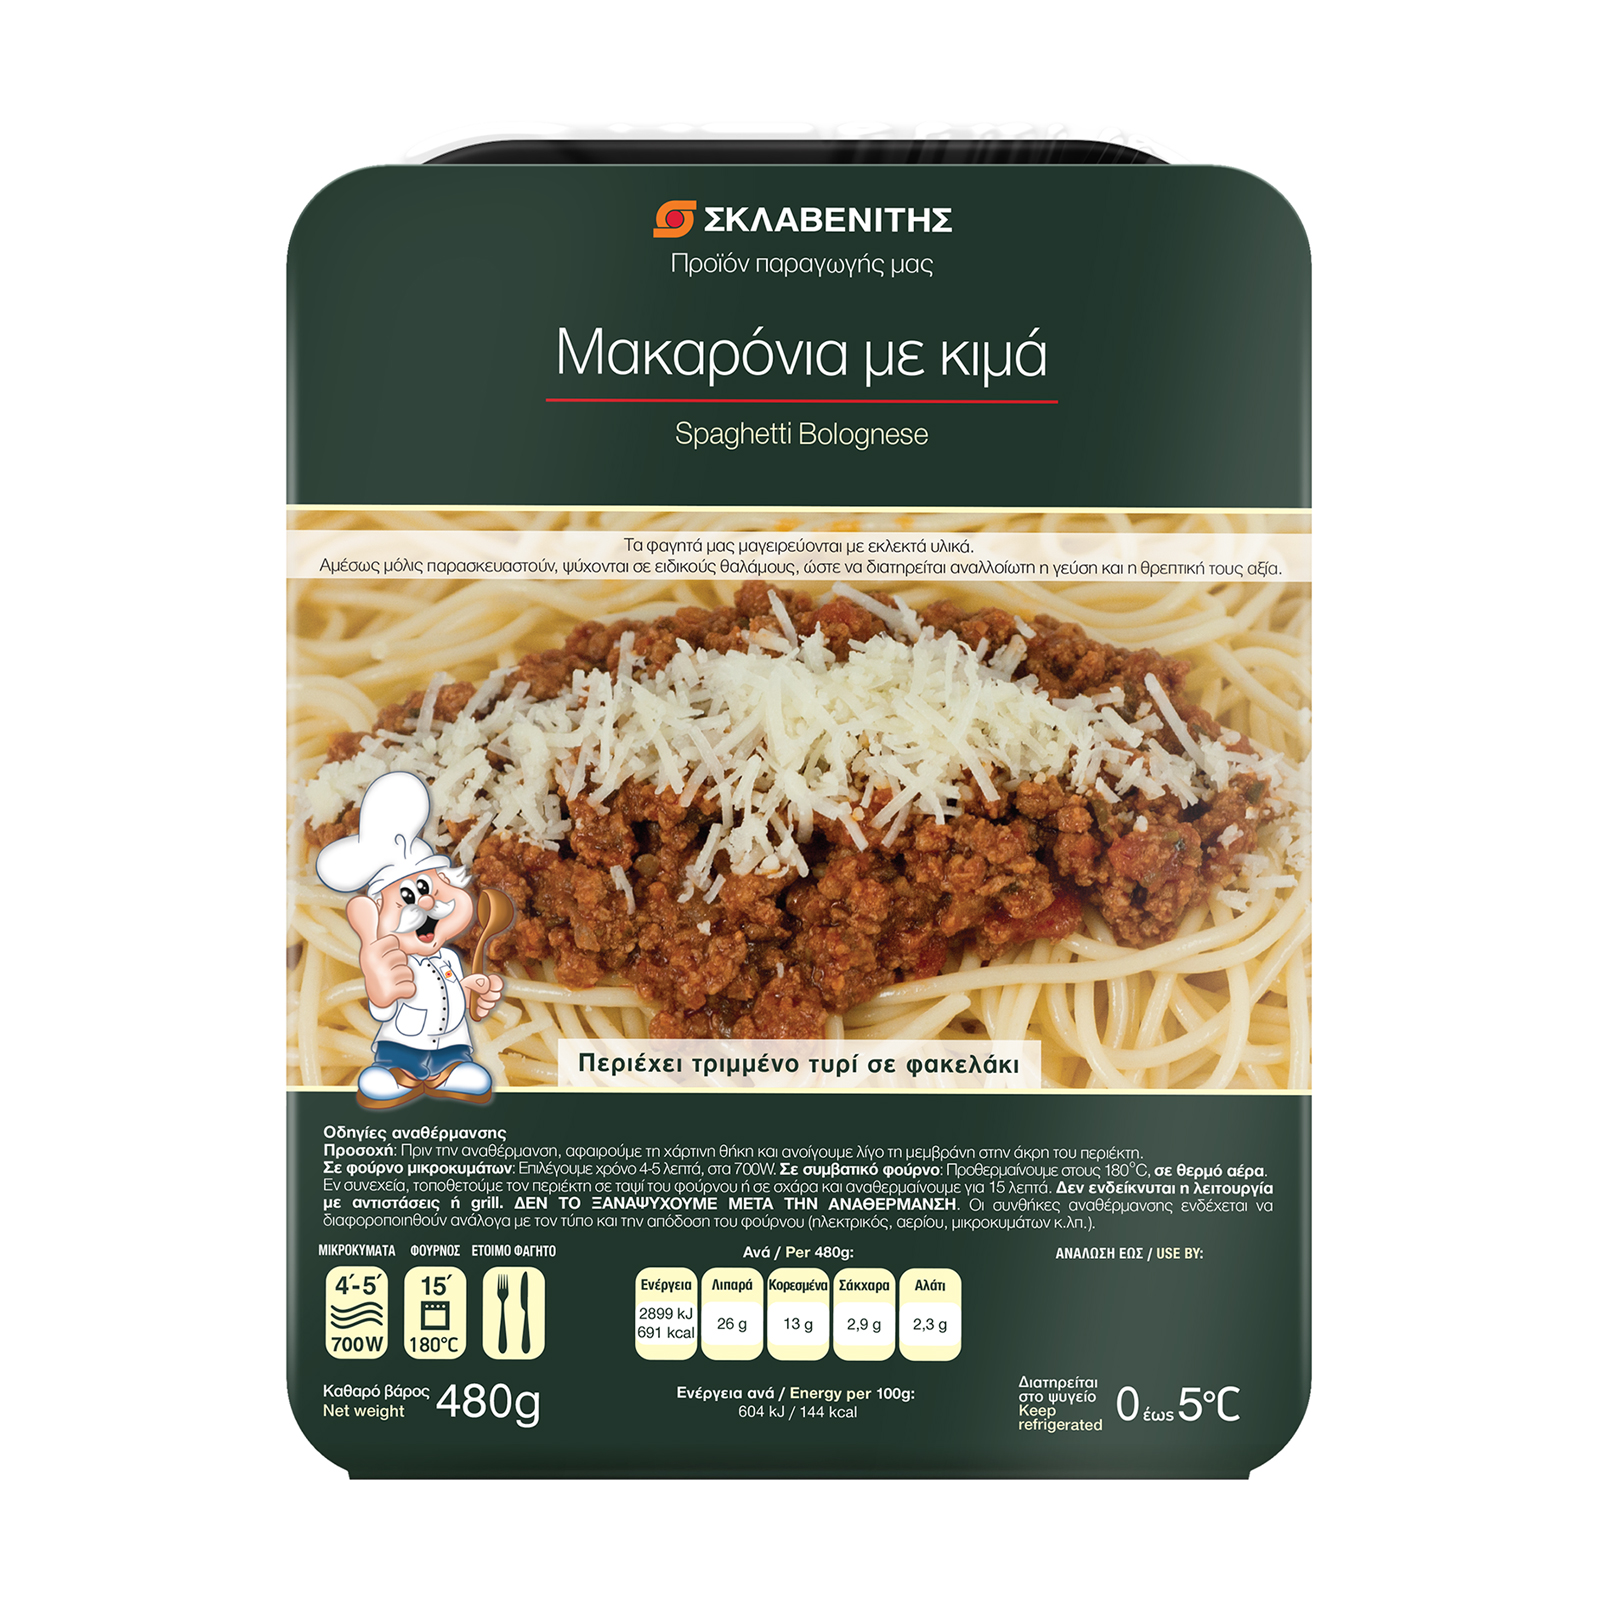 ΣΚΛΑΒΕΝΙΤΗΣ
Προϊόν παραγωγής μας
Μακαρόνια με κιμά
Spaghetti Bolognese
Τα φαγητά μας μαγειρεύονται με εκλεκτά υλικά.
Αμέσως μόλις παρασκευαστούν, ψύχονται σε ειδικούς θαλάμους, ώστε να διατηρείται αναλλοίωτη η γεύση και η θρεπτική τους αξία.
Περιέχει τριμμένο τυρί σε φακελάκι
Οδηγίες αναθέρμανσης
Προσοχή: Πριν την αναθέρμανση, αφαιρούμε τη χάρτινη θήκη και ανοίγουμε λίγο τη μεμβράνη στην άκρη του περιέκτη.
Σε φούρνο μικροκυμάτων: Επιλέγουμε χρόνο 4-5 λεπτά, στα 700W. Σε συμβατικό φούρνο: Προθερμαίνουμε στους 180°C, σε θερμό αέρα.
Εν συνεχεία, τοποθετούμε τον περιέκτη σε ταψί του φούρνου ή σε σχάρα και αναθερμαίνουμε για 15 λεπτά. Δεν ενδείκνυται η λειτουργία
με αντιστάσεις ή grill. ΔΕΝ ΤΟ ΞΑΝΑΨΥΧΟΥΜΕ ΜΕΤΑ ΤΗΝ ΑΝΑΘΕΡΜΑΝΣΗ. Οι συνθήκες αναθέρμανσης ενδέχεται να
διαφοροποιηθούν ανάλογα με τον τύπο και την απόδοση του φούρνου (ηλεκτρικός, αερίου, μικροκυμάτων κ.λπ.).
ΜΙΚΡΟΚΥΜΑΤΑ ΦΟΥΡΝΟΣ ΕΤΟΙΜΟ ΦΑΓΗΤΟ
4′-5′ 15′
700W 180°C
Ανά / Per 480g:
Ενέργεια Λιπαρά Κορεσμένα Σάκχαρα Αλάτι
2899 kJ
691 kcal 26 g 13 g 2,9 g 2,3 g
ΑΝΑΛΩΣΗ ΕΩΣ / USE BY:
Καθαρό βάρος
Net weight 480g
Ενέργεια ανά / Energy per 100g:
604 kJ / 144 kcal
Διατηρείται
στο ψυγείο
Keep
refrigerated
0 έως 5°C